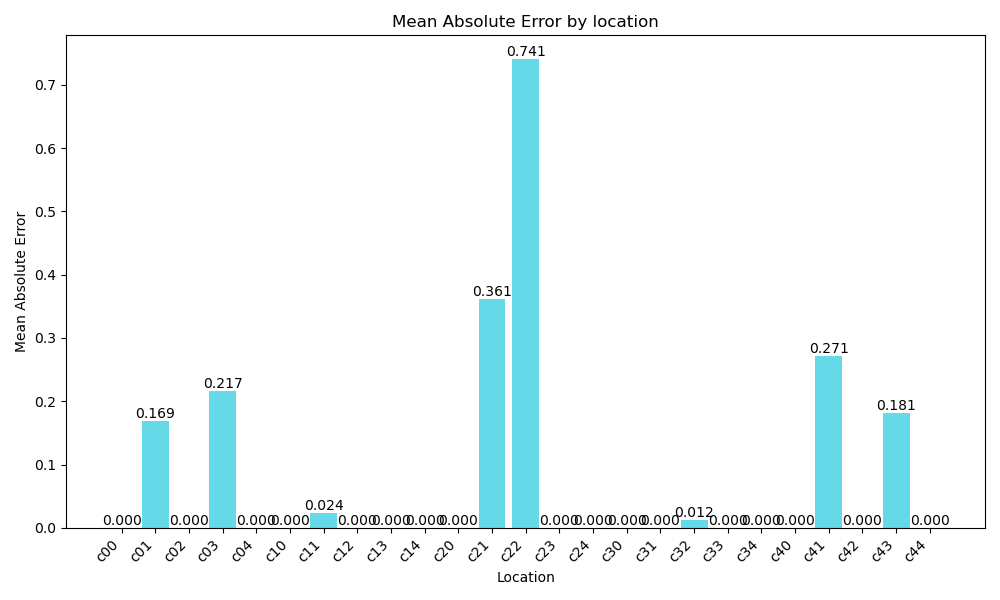 Mean Absolute Error by location
Mean Absolute Error
0.7
0.6
0.5
0.4
0.3
0.2
0.1
0.0
0.000
0.169
0.000
0.217
0.000
0.000
0.024
0.000
0.000
0.000
0.000
0.361
0.741
0.000
0.000
0.000
0.000
0.012
0.000
0.000
0.000
0.271
0.000
0.181
0.000
c00
c01
c02
c03
c04
c10
c11
c12
c13
c14
c20
c21
c22
c23
c24
c30
c31
c32
c33
c34
c40
c41
c42
c43
c44
Location